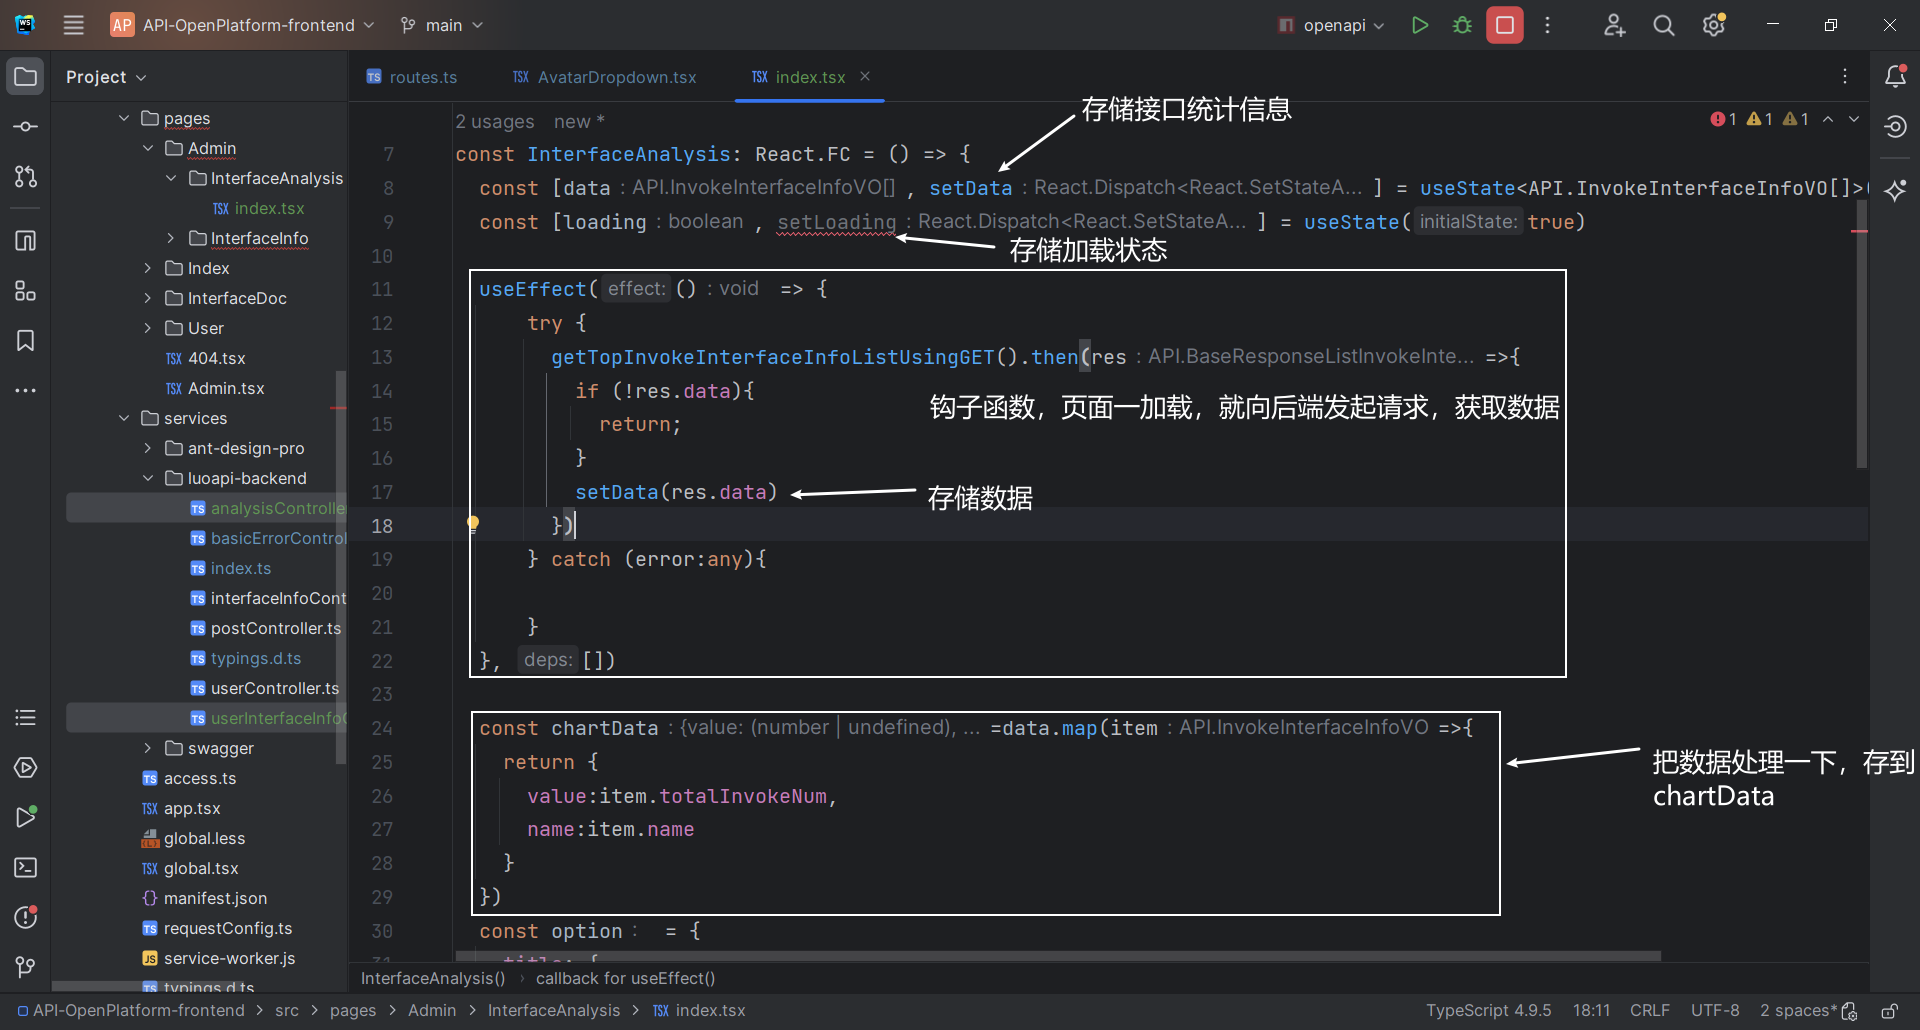 WS
AP API-OpenPlatform-frontend main openapi
Project
routes.ts AvatarDropdown.tsx index.tsx
pages
Admin
InterfaceAnalysis
index.tsx
InterfaceInfo
Index
InterfaceDoc
User
404.tsx
Admin.tsx
services
ant-design-pro
luoapi-backend
analysisControlle
basicErrorControl
index.ts
interfaceInfoCont
postController.ts
typings.d.ts
userController.ts
userInterfaceInfoC
swagger
access.ts
app.tsx
global.less
global.tsx
manifest.json
requestConfig.ts
service-worker.js
typings.d.ts
2 usages new *
1 1 1
存储接口统计信息
7 const InterfaceAnalysis: React.FC = () => {
8 const [data : API.InvokeInterfaceInfoVO[] , setData : React.Dispatch<React.SetStateA... ] = useState<API.InvokeInterfaceInfoVO[]>(
9 const [loading : boolean , setLoading : React.Dispatch<React.SetStateA... ] = useState( initialState: true)
存储加载状态
10
11 useEffect( effect: () : void => {
12 try {
13 getTopInvokeInterfaceInfoListUsingGET().then(res : API.BaseResponseListInvokeInte... =>{
14 if (!res.data){
钩子函数，页面一加载，就向后端发起请求，获取数据
15 return;
16 }
17 setData(res.data)
存储数据
18 })
19 } catch (error:any){
20
21 }
22 }, deps: [])
23
24 const chartData : {value: (number | undefined), ... =data.map(item : API.InvokeInterfaceInfoVO =>{
25 return {
把数据处理一下，存到
chartData
26 value:item.totalInvokeNum,
27 name:item.name
28 }
29 })
30 const option : = {
31 title: {
InterfaceAnalysis() › callback for useEffect()
API-OpenPlatform-frontend > src > pages > Admin > InterfaceAnalysis > TSX index.tsx
TypeScript 4.9.5 18:11 CRLF UTF-8 2 spaces*